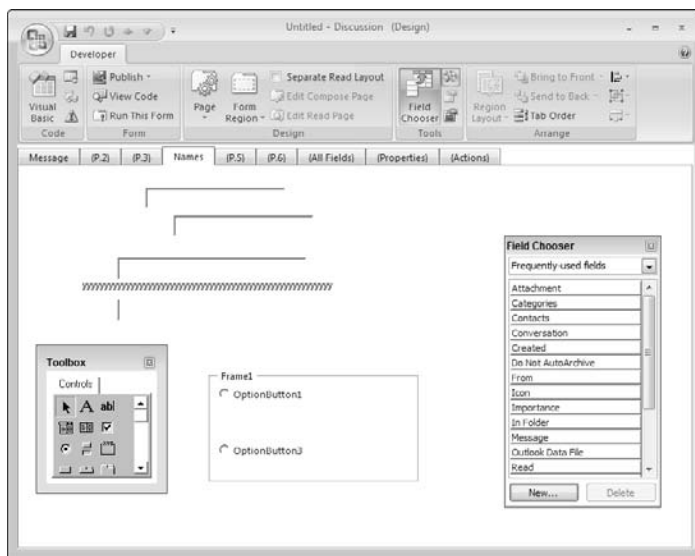 Untitled - Discussion (Design)
Developer
Visual Basic
Code
Publish
View Code
Run This Form
Form
Page
Form Region
Separate Read Layout
Edit Compose Page
Edit Read Page
Design
Field Chooser
Tools
Region Layout
Bring to Front
Send to Back
Tab Order
Arrange
Message (P.2) (P.3) Names (P.5) (P.6) (All Fields) (Properties) (Actions)
Field Chooser
Frequently-used fields
Attachment
Categories
Contacts
Conversation
Created
Do Not AutoArchive
From
Icon
Importance
In Folder
Message
Outlook Data File
Read
New...
Delete
Toolbox
Controls
A abl
Frame1
OptionButton1
OptionButton3